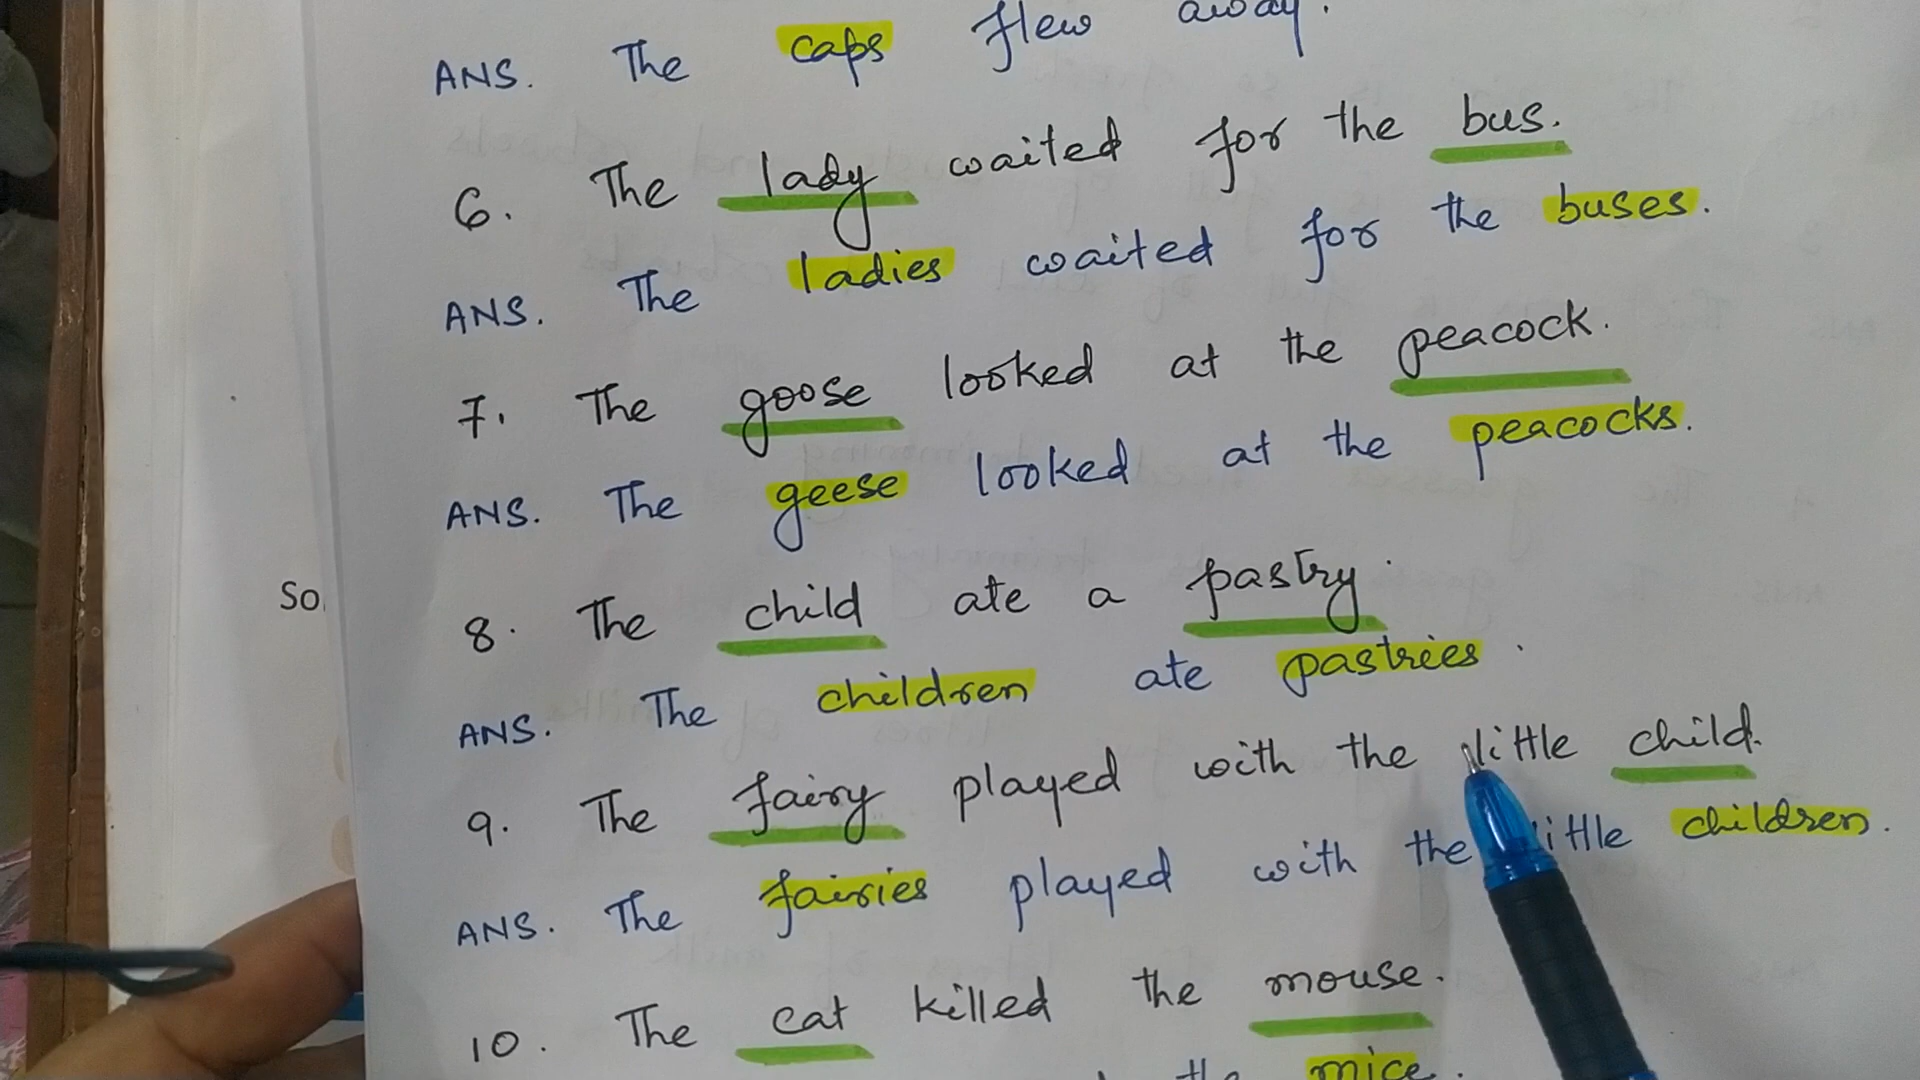 ANS. The caps flew away.
6. The lady waited for the bus.
ANS. The ladies waited for the buses.
7. The goose looked at the peacock.
ANS. The geese looked at the peacocks.
8. The child ate a pastry.
ANS. The children ate pastries.
9. The fairy played with the little child.
ANS. The fairies played with the little children.
10. The cat killed the mouse.
the mice.
So